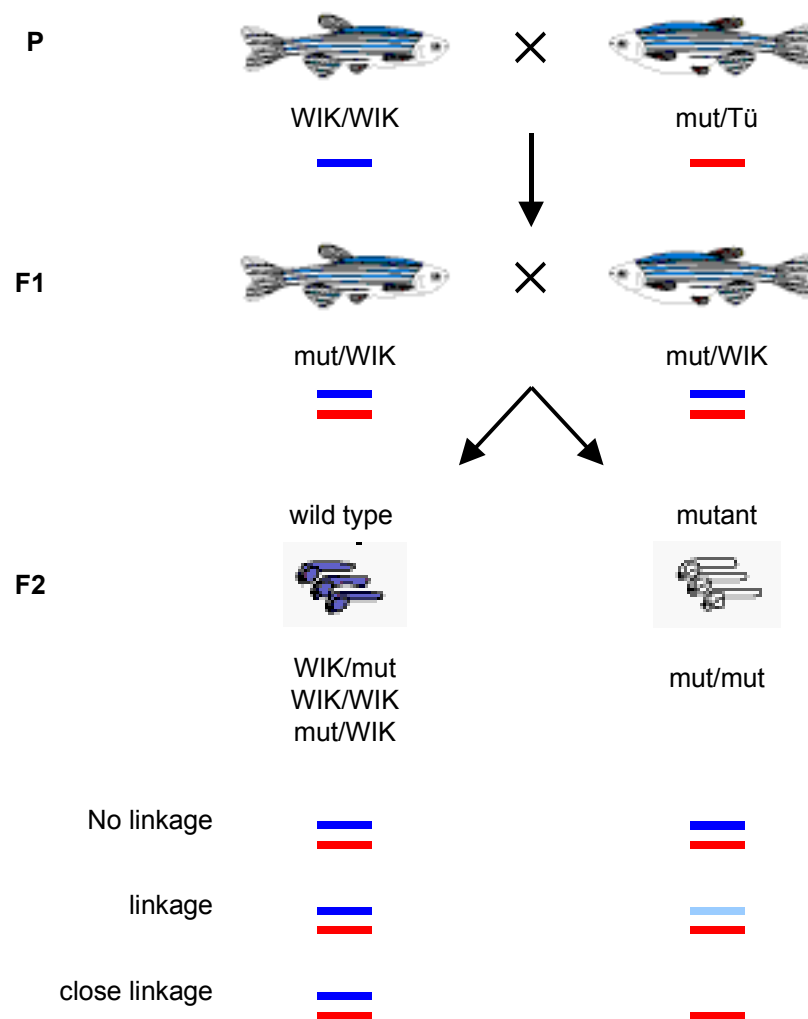 P
WIK/WIK
mut/Tü
F1
mut/WIK
mut/WIK
wild type
mutant
F2
WIK/mut
WIK/WIK
mut/WIK
mut/mut
No linkage
linkage
close linkage